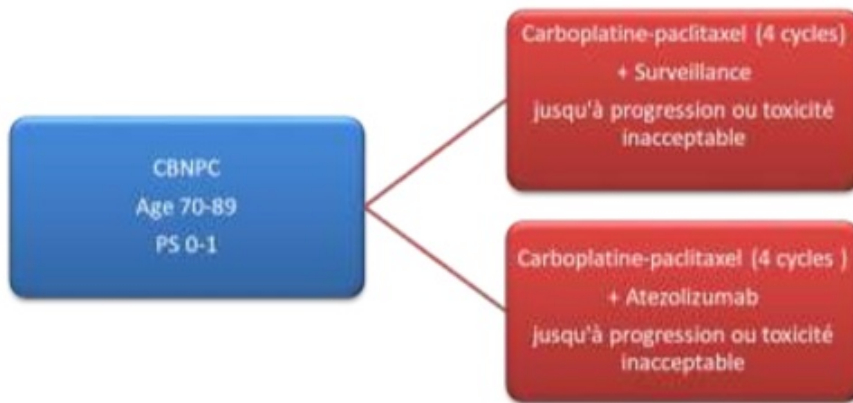 CBNPC
Age 70-89
PS 0-1
Carboplatine-paclitaxel (4 cycles)
+ Surveillance
jusqu'à progression ou toxicité
inacceptable
Carboplatine-paclitaxel (4 cycles )
+ Atezolizumab
jusqu'à progression ou toxicité
inacceptable